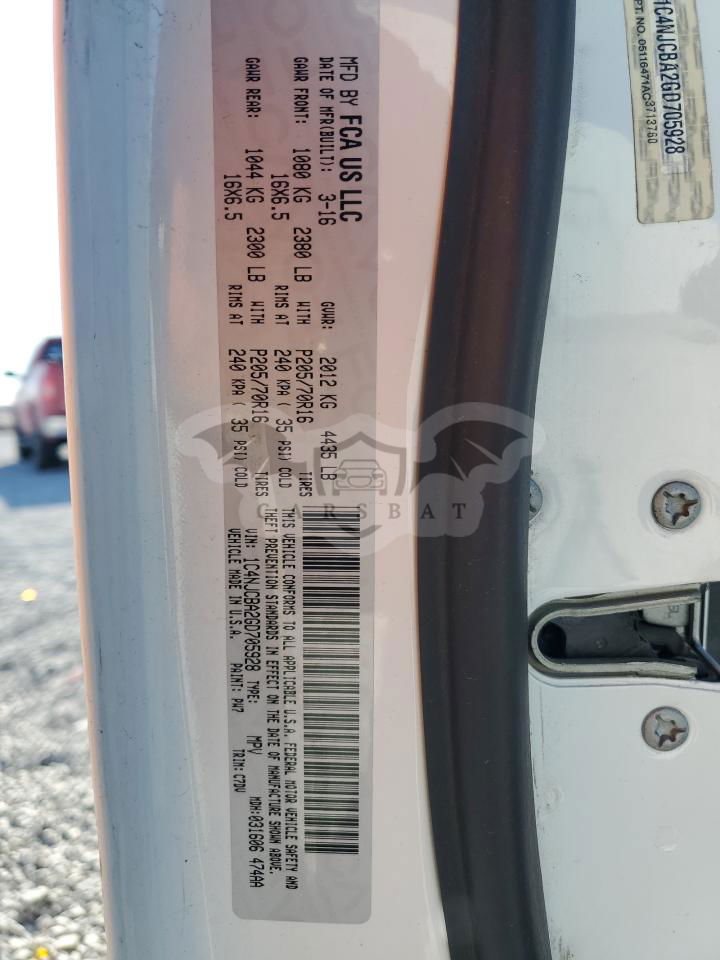 MFD BY FCA US LLC
DATE OF MFR(BUILT): 3-16 GVWR: 2012 KG 4435 LB
GAWR FRONT: 1080 KG 2380 LB WITH P205/70R16 TIRES
16X6.5 RIMS AT 240 KPA ( 35 PSI) COLD
GAWR REAR: 1044 KG 2300 LB WITH P205/70R16 TIRES
16X6.5 RIMS AT 240 KPA ( 35 PSI) COLD
THIS VEHICLE CONFORMS TO ALL APPLICABLE U.S.A. FEDERAL MOTOR VEHICLE SAFETY AND
THEFT PREVENTION STANDARDS IN EFFECT ON THE DATE OF MANUFACTURE SHOWN ABOVE.
VIN: 1C4NJCBA2GD705928 TYPE: MPV MDH:031606 474AA
VEHICLE MADE IN U.S.A. PAINT: PW7 TRIM: C7DV
1C4NJCBA2GD705928
PT. NO. 05116471AC3713760
CARSBAT